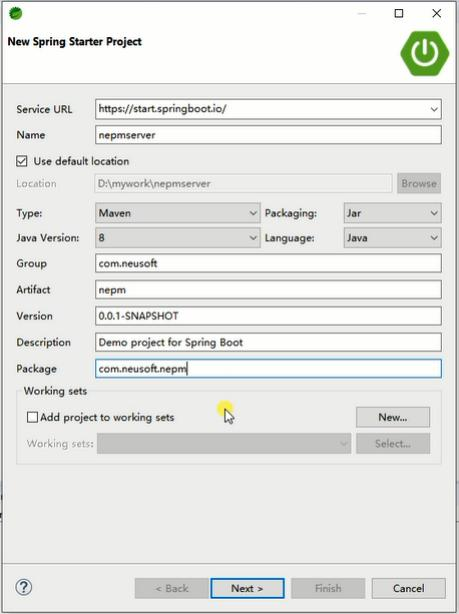 New Spring Starter Project
Service URL https://start.springboot.io/
Name nepmserver
Use default location
Location D:\mywork\nepmserver Browse
Type: Maven Packaging: Jar
Java Version: 8 Language: Java
Group com.neusoft
Artifact nepm
Version 0.0.1-SNAPSHOT
Description Demo project for Spring Boot
Package com.neusoft.nepm
Working sets
Add project to working sets New...
Working sets: Select...
? < Back Next > Finish Cancel